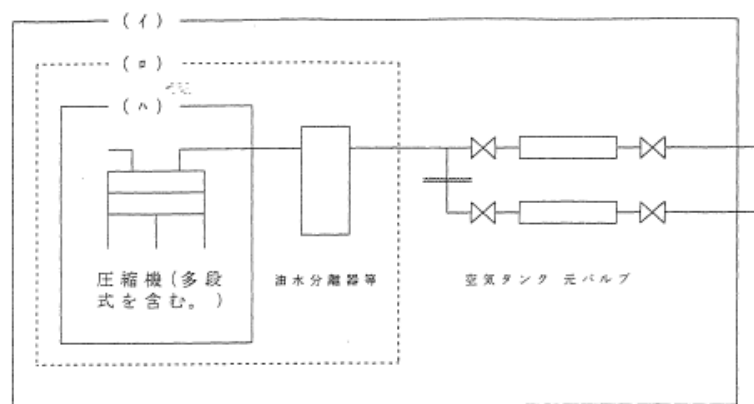 (イ)
(ロ)
(ハ)
圧縮機(多段
式を含む。)
油水分離器等
空気タンク 元バルブ